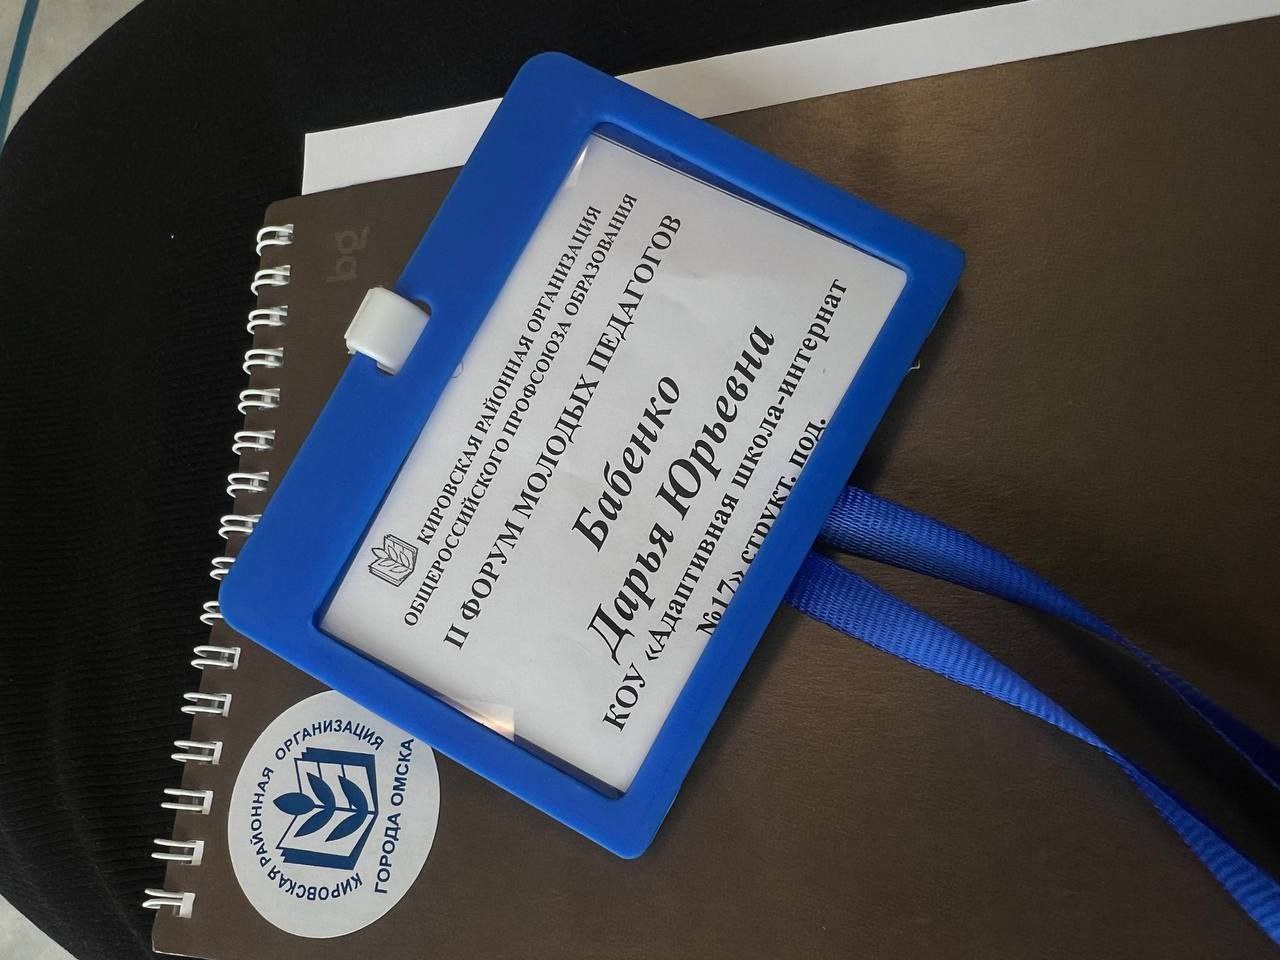 КИРОВСКАЯ РАЙОННАЯ ОРГАНИЗАЦИЯ
ОБЩЕРОССИЙСКОГО ПРОФСОЮЗА ОБРАЗОВАНИЯ
II ФОРУМ МОЛОДЫХ ПЕДАГОГОВ
Бабенко
Дарья Юрьевна
КОУ «Адаптивная школа-интернат
№17» структ. под.
КИРОВСКАЯ РАЙОННАЯ ОРГАНИЗАЦИЯ
ГОРОДА ОМСКА